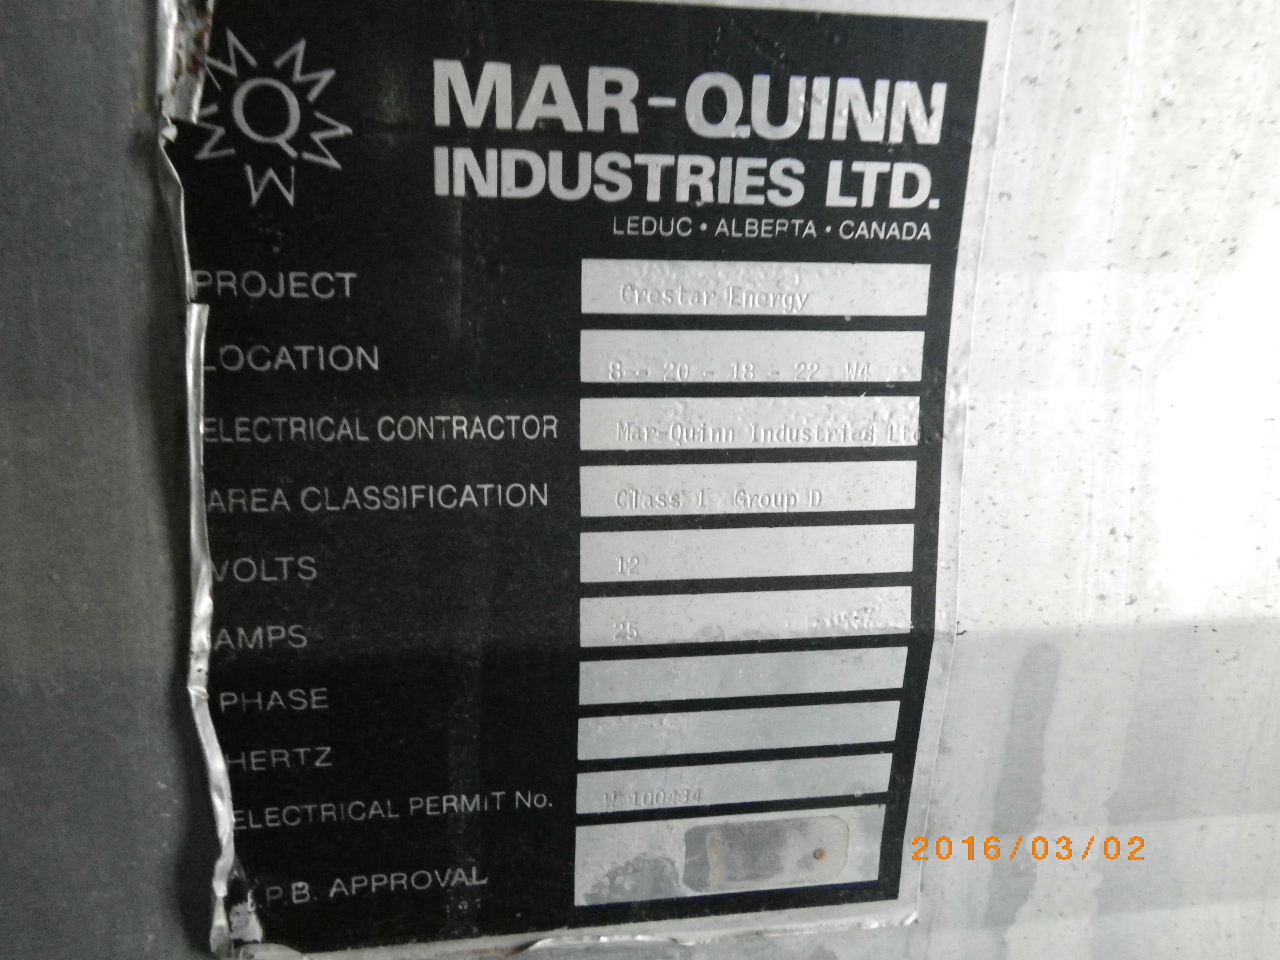 Q
M
MAR-QUINN
INDUSTRIES LTD.
LEDUC • ALBERTA • CANADA
PROJECT Crestar Energy
LOCATION 8 - 20 - 18 - 22 W4
ELECTRICAL CONTRACTOR Mar-Quinn Industries Ltd
AREA CLASSIFICATION Class 1 Group D
VOLTS 12
AMPS 25
PHASE
HERTZ
ELECTRICAL PERMIT No. W 100434
.P.B. APPROVAL
2016/03/02